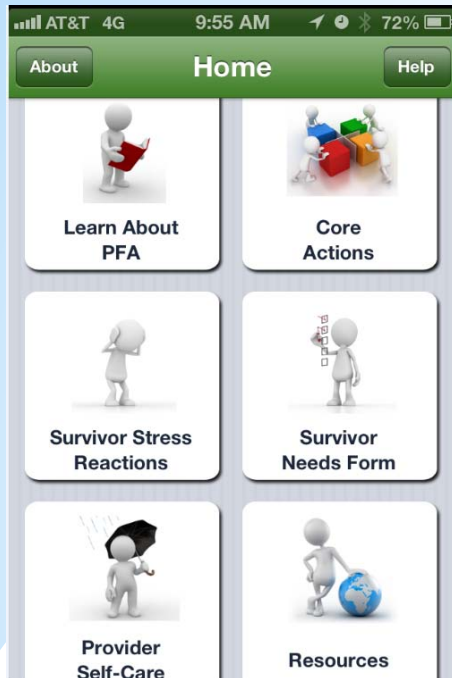 AT&T 4G 9:55 AM 72%
About Home Help
Learn About
PFA
Core
Actions
Survivor Stress
Reactions
Survivor
Needs Form
Provider
Self-Care
Resources